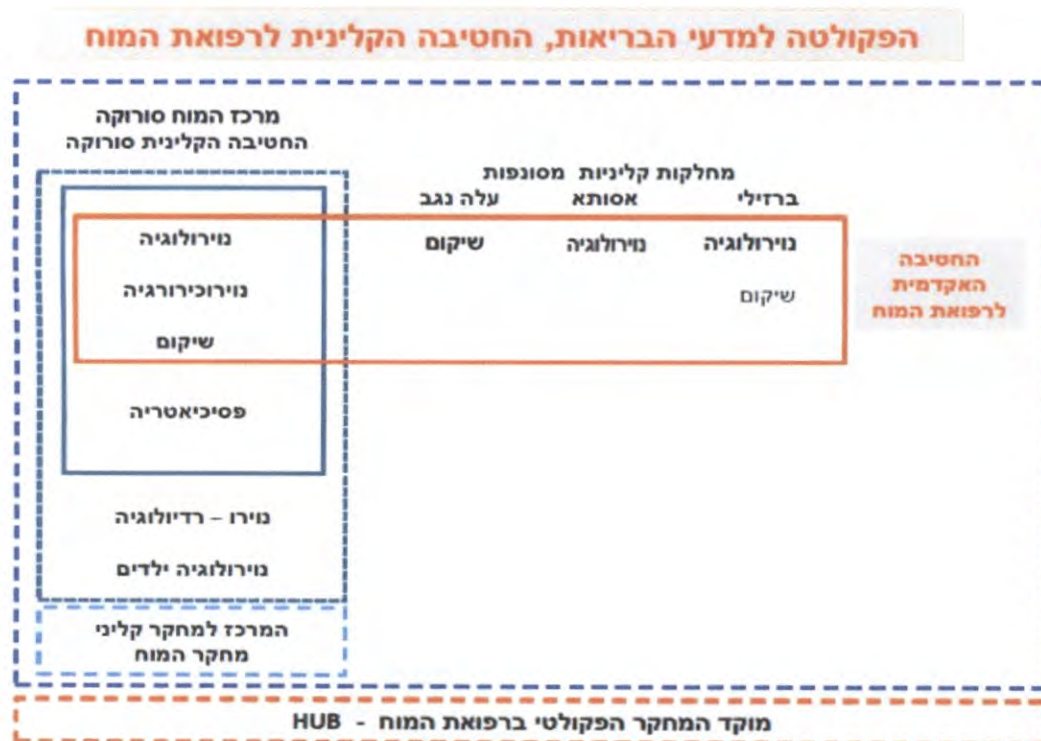 הפקולטה למדעי הבריאות, החטיבה הקלינית לרפואת המוח
מרכז המוח סורוקה
החטיבה הקלינית סורוקה
מחלקות קליניות מסונפות
ברזילי אסותא עלה נגב
נוירולוגיה נוירולוגיה שיקום
שיקום
נוירולוגיה
נוירוכירורגיה
שיקום
פסיכיאטריה
נוירו – רדיולוגיה
נוירולוגיה ילדים
המרכז למחקר קליני
מחקר המוח
החטיבה
האקדמית
לרפואת המוח
מוקד המחקר הפקולטי ברפואת המוח - HUB